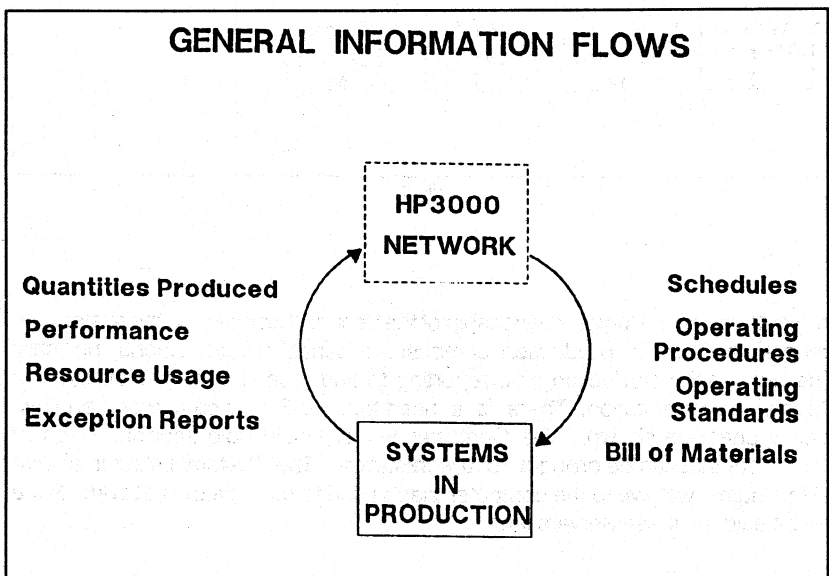 GENERAL INFORMATION FLOWS
HP3000
NETWORK
Quantities Produced
Performance
Resource Usage
Exception Reports
Schedules
Operating
Procedures
Operating
Standards
Bill of Materials
SYSTEMS
IN
PRODUCTION